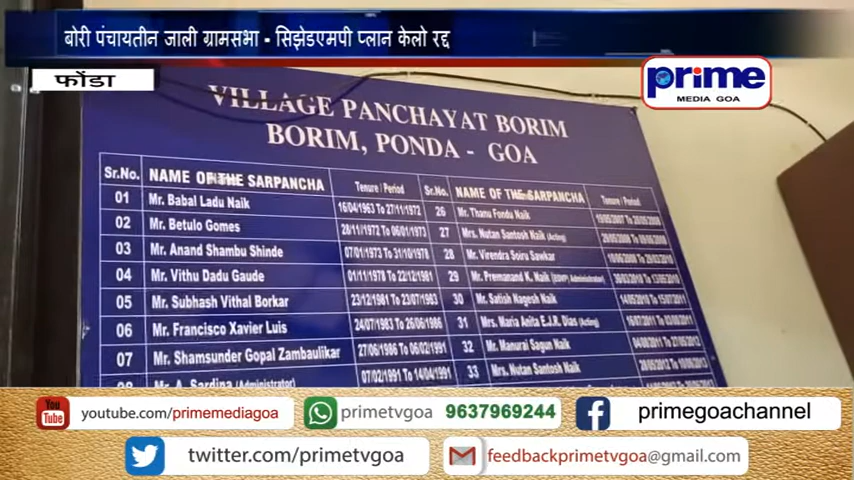 बोरी पंचायतीन जाली ग्रामसभा - सिझेडएमपी प्लान केलो रद्द
फोंडा
prime
MEDIA GOA
VILLAGE PANCHAYAT BORIM
BORIM, PONDA - GOA
Sr.No. NAME OF THE SARPANCHA Tenure / Period Sr.No. NAME OF THE SARPANCHA Tenure / Period
01 Mr. Babal Ladu Naik 16/04/1963 To 27/11/1972 26 Mr. Thanu Fondu Naik
02 Mr. Betulo Gomes 28/11/1972 To 06/01/1973 27 Mrs. Nutan Santosh Naik (Acting)
03 Mr. Anand Shambu Shinde 07/01/1973 To 31/10/1978 28 Mr. Virendra Soiru Sawkar
04 Mr. Vithu Dadu Gaude 01/11/1978 To 22/12/1981 29 Mr. Premanand K. Naik
05 Mr. Subhash Vithal Borkar 23/12/1981 To 23/07/1983 30 Mr. Satish Nagesh Naik
06 Mr. Francisco Xavier Luis 24/07/1983 To 26/06/1986 31 Mrs. Maria Anita E.J.R. Dias (Acting)
07 Mr. Shamsunder Gopal Zambaulikar 27/06/1986 To 06/02/1991 32 Mr. Manurai Sagun Naik
08 Mr. A. Sardina (Administrator) 07/02/1991 To 14/04/1991 33 Mrs. Nutan Santosh Naik
You Tube youtube.com/primemediagoa primetvgoa 9637969244 primegoachannel
twitter.com/primetvgoa feedbackprimetvgoa@gmail.com